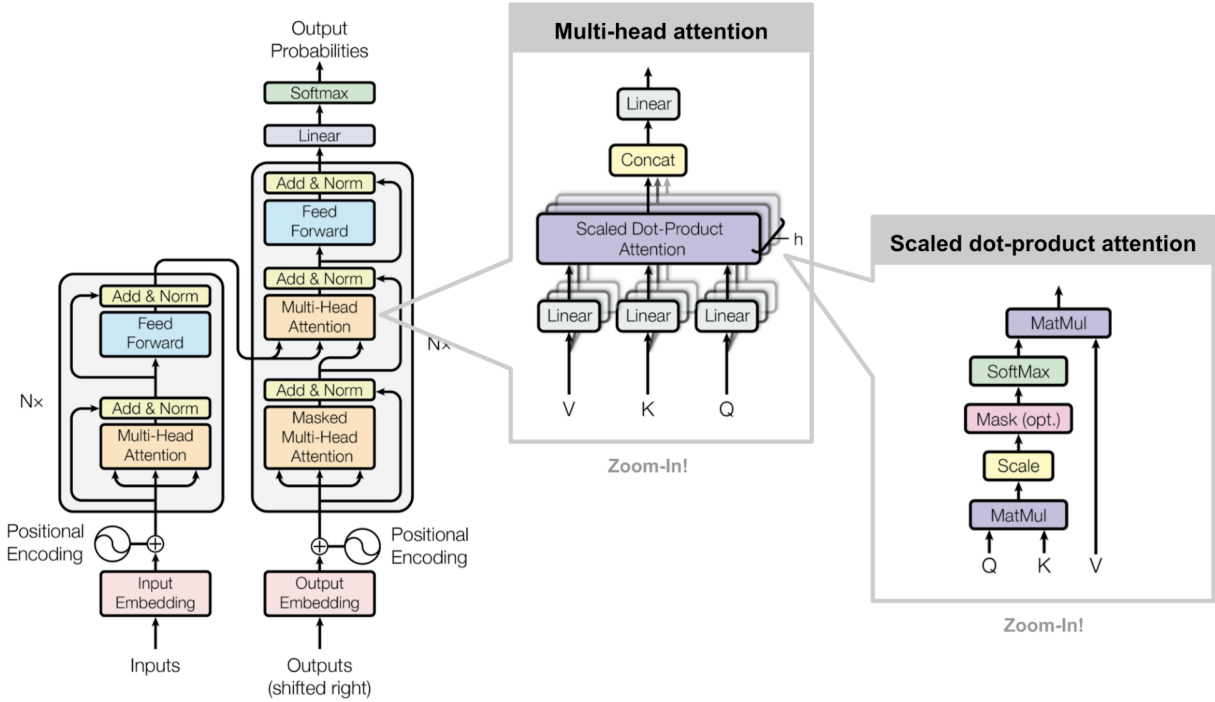 Output
Probabilities
Softmax
Linear
Add & Norm
Feed
Forward
Add & Norm
Multi-Head
Attention
N×
Add & Norm
Masked
Multi-Head
Attention
Positional
Encoding
Output
Embedding
Outputs
(shifted right)
Add & Norm
Feed
Forward
N×
Add & Norm
Multi-Head
Attention
Positional
Encoding
Input
Embedding
Inputs
Multi-head attention
Linear
Concat
Scaled Dot-Product
Attention
h
Linear Linear Linear
V K Q
Zoom-In!
Scaled dot-product attention
MatMul
SoftMax
Mask (opt.)
Scale
MatMul
Q K V
Zoom-In!